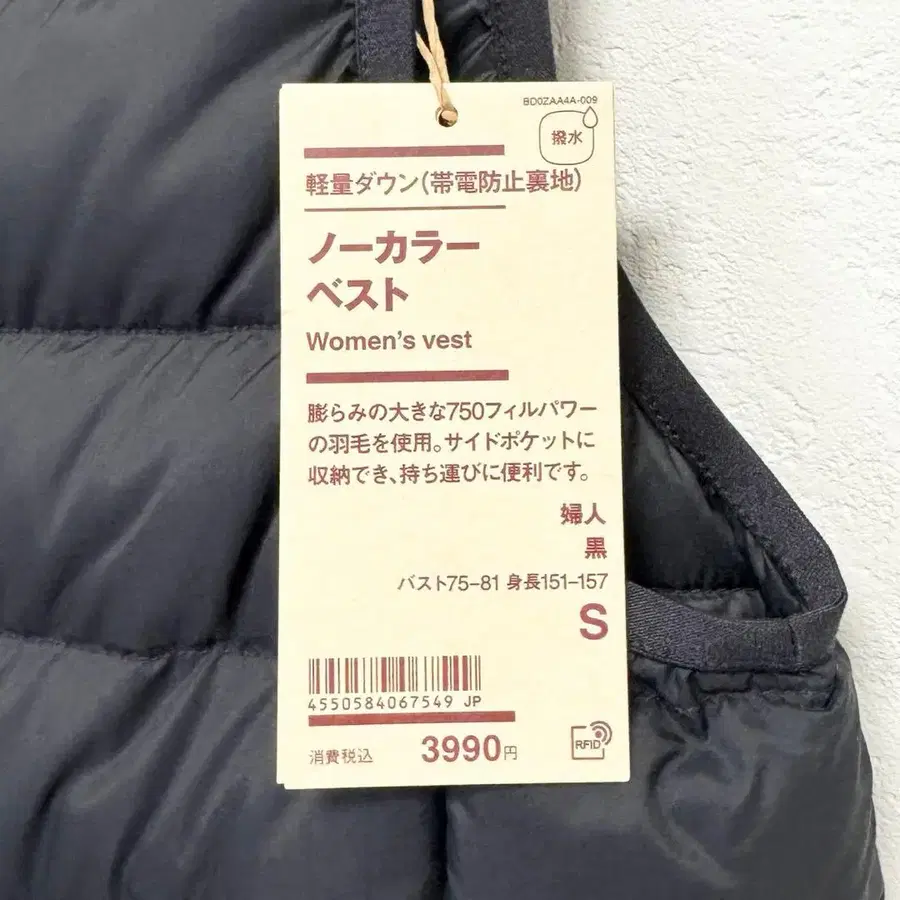 BD0ZAA4A-009
撥水
軽量ダウン(帯電防止裏地)
ノーカラー
ベスト
Women's vest
膨らみの大きな750フィルパワー
の羽毛を使用。サイドポケットに
収納でき、持ち運びに便利です。
婦人
黒
バスト75-81 身長151-157
S
4550584067549 JP
消費税込 3990円
RFID